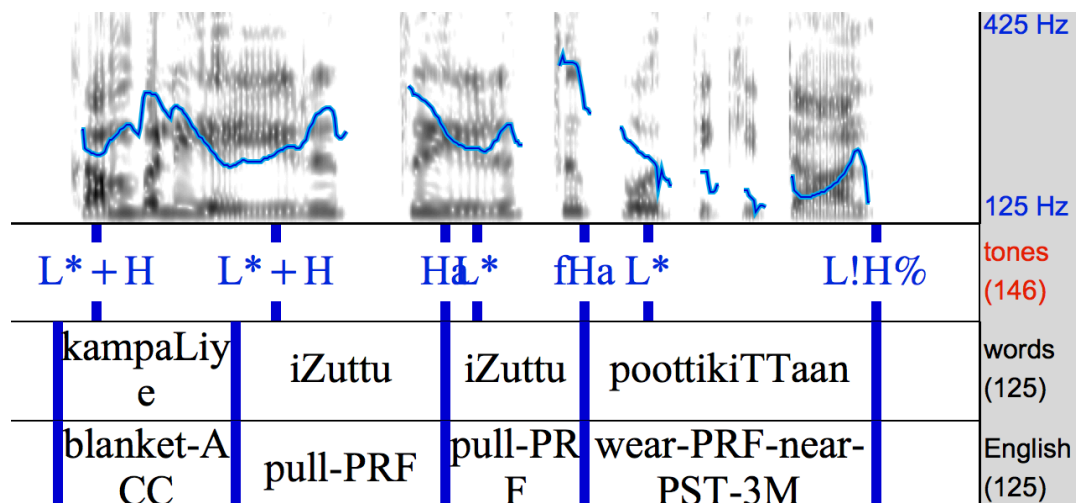 425 Hz
125 Hz
L* + H L* + H Ha L* fHa L* L!H% tones
(146)
kampaLiy
e iZuttu iZuttu poottikiTTaan words
(125)
blanket-A
CC pull-PRF pull-PR
F wear-PRF-near-
PST-3M English
(125)